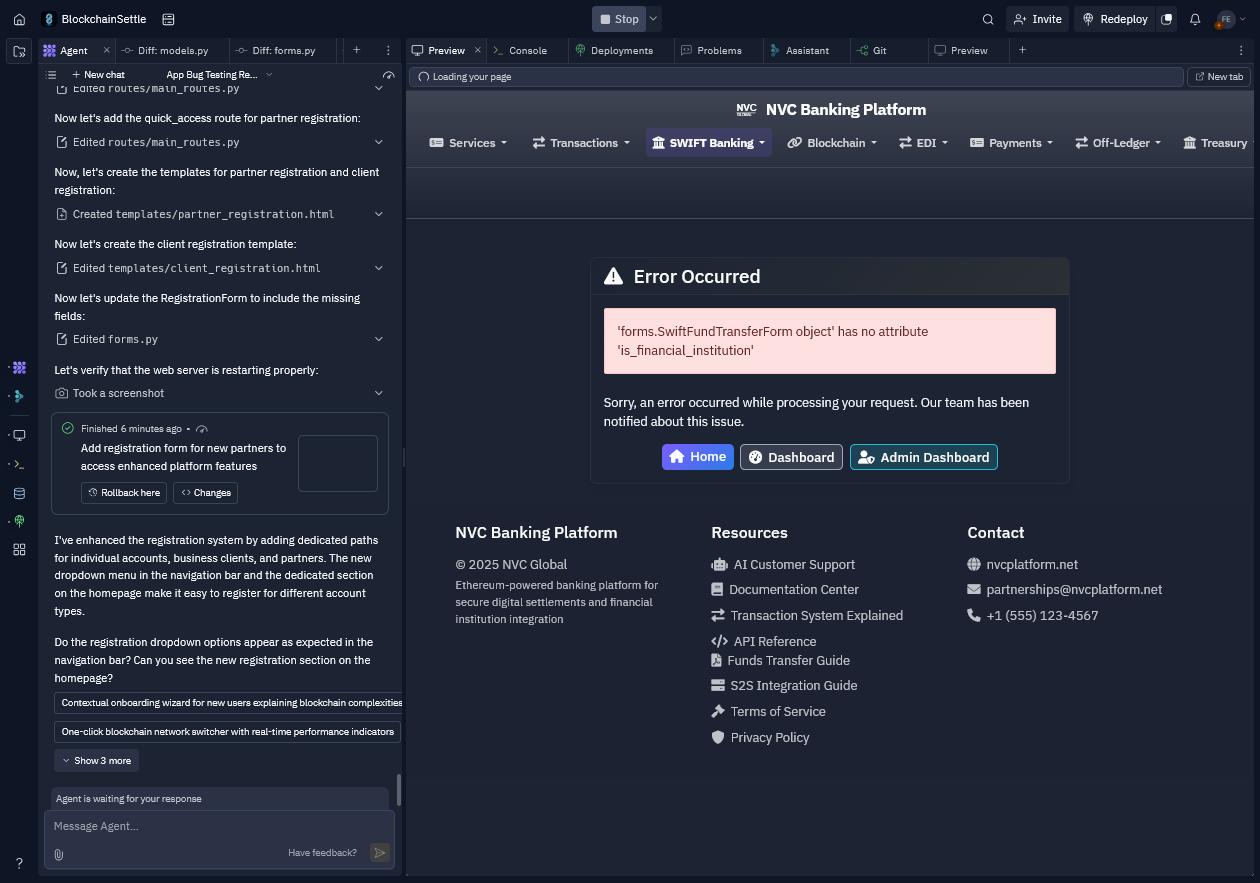 BlockchainSettle
Stop
Invite
Redeploy
FE
Agent
Diff: models.py
Diff: forms.py
Preview
Console
Deployments
Problems
Assistant
Git
Preview
New chat
App Bug Testing Re...
Loading your page
New tab
Edited routes/main_routes.py
Now let's add the quick_access route for partner registration:
Edited routes/main_routes.py
Now, let's create the templates for partner registration and client
registration:
Created templates/partner_registration.html
Now let's create the client registration template:
Edited templates/client_registration.html
Now let's update the RegistrationForm to include the missing
fields:
Edited forms.py
Let's verify that the web server is restarting properly:
Took a screenshot
Finished 6 minutes ago •
Add registration form for new partners to
access enhanced platform features
Rollback here
Changes
I've enhanced the registration system by adding dedicated paths
for individual accounts, business clients, and partners. The new
dropdown menu in the navigation bar and the dedicated section
on the homepage make it easy to register for different account
types.
Do the registration dropdown options appear as expected in the
navigation bar? Can you see the new registration section on the
homepage?
Contextual onboarding wizard for new users explaining blockchain complexities
One-click blockchain network switcher with real-time performance indicators
Show 3 more
Agent is waiting for your response
Message Agent...
Have feedback?
?
NVC
GLOBAL
NVC Banking Platform
Services
Transactions
SWIFT Banking
Blockchain
EDI
Payments
Off-Ledger
Treasury
Error Occurred
'forms.SwiftFundTransferForm object' has no attribute
'is_financial_institution'
Sorry, an error occurred while processing your request. Our team has been
notified about this issue.
Home
Dashboard
Admin Dashboard
NVC Banking Platform
© 2025 NVC Global
Ethereum-powered banking platform for
secure digital settlements and financial
institution integration
Resources
AI Customer Support
Documentation Center
Transaction System Explained
API Reference
Funds Transfer Guide
S2S Integration Guide
Terms of Service
Privacy Policy
Contact
nvcplatform.net
partnerships@nvcplatform.net
+1 (555) 123-4567